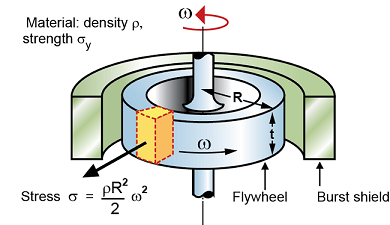 Material: density ρ,
strength σy
ω
R
t
ω
Stress σ = ρR²/2 ω²
Flywheel
Burst shield